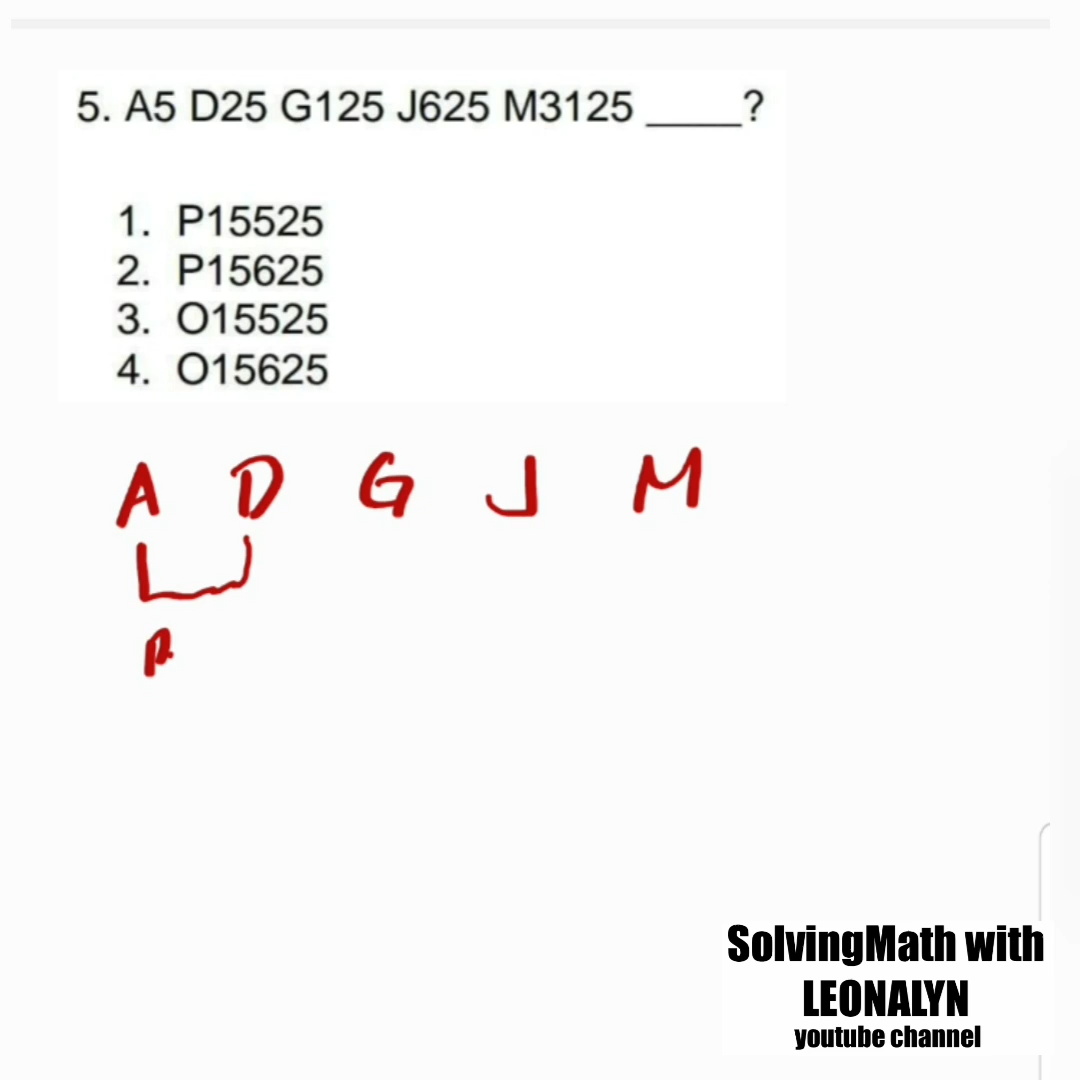 5. A5 D25 G125 J625 M3125 ____?
1. P15525
2. P15625
3. O15525
4. O15625
A D G J M
SolvingMath with
LEONALYN
youtube channel